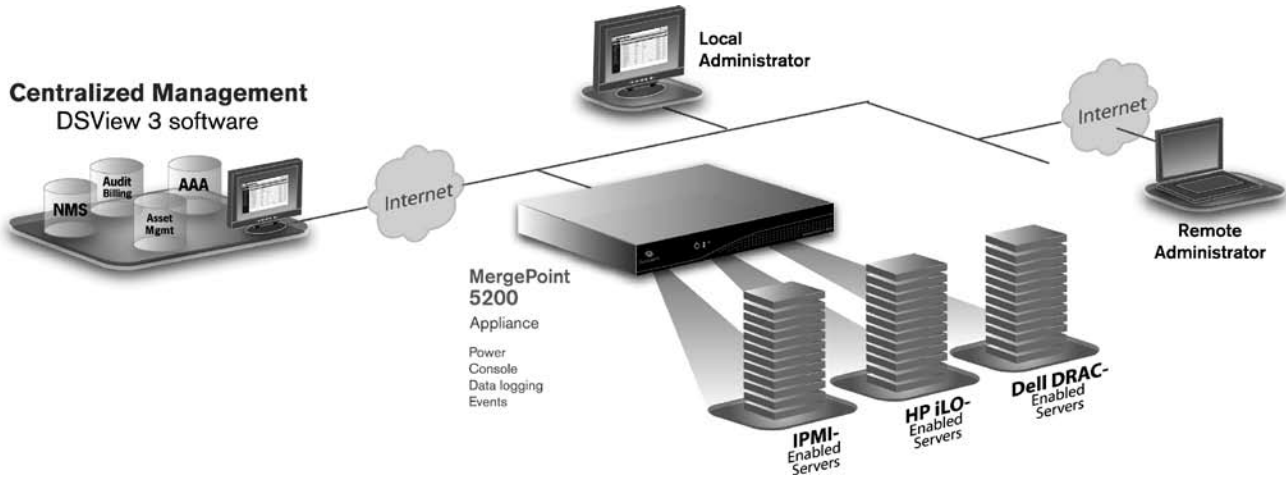 Local
Administrator
Centralized Management
DSView 3 software
NMS
Audit
Billing
AAA
Asset
Mgmt
Internet
Internet
Remote
Administrator
MergePoint
5200
Appliance
Power
Console
Data logging
Events
IPMI-
Enabled
Servers
HP iLO-
Enabled
Servers
Dell DRAC-
Enabled
Servers